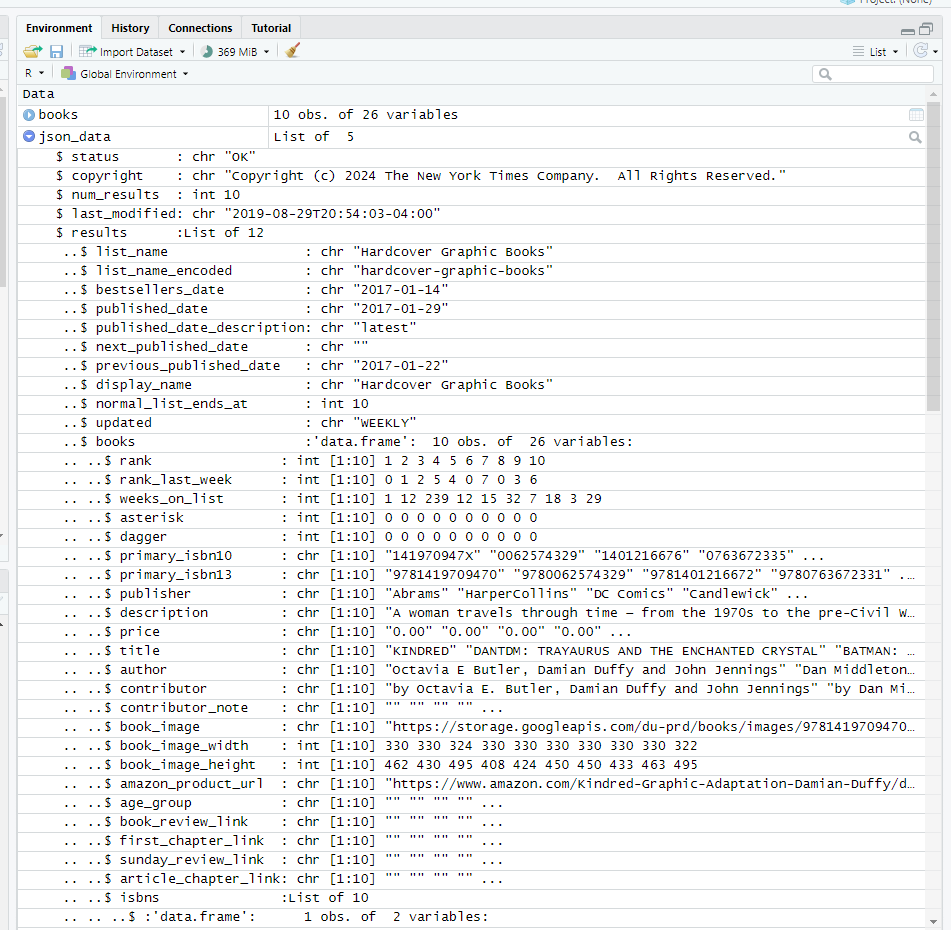 Project: (None)
Environment History Connections Tutorial
Import Dataset 369 MiB List
R Global Environment
Data
books 10 obs. of 26 variables
json_data List of 5
$ status : chr "OK"
$ copyright : chr "Copyright (c) 2024 The New York Times Company.  All Rights Reserved."
$ num_results : int 10
$ last_modified: chr "2019-08-29T20:54:03-04:00"
$ results :List of 12
..$ list_name : chr "Hardcover Graphic Books"
..$ list_name_encoded : chr "hardcover-graphic-books"
..$ bestsellers_date : chr "2017-01-14"
..$ published_date : chr "2017-01-29"
..$ published_date_description: chr "latest"
..$ next_published_date : chr ""
..$ previous_published_date : chr "2017-01-22"
..$ display_name : chr "Hardcover Graphic Books"
..$ normal_list_ends_at : int 10
..$ updated : chr "WEEKLY"
..$ books :'data.frame': 10 obs. of 26 variables:
.. ..$ rank : int [1:10] 1 2 3 4 5 6 7 8 9 10
.. ..$ rank_last_week : int [1:10] 0 1 2 5 4 0 7 0 3 6
.. ..$ weeks_on_list : int [1:10] 1 12 239 12 15 32 7 18 3 29
.. ..$ asterisk : int [1:10] 0 0 0 0 0 0 0 0 0 0
.. ..$ dagger : int [1:10] 0 0 0 0 0 0 0 0 0 0
.. ..$ primary_isbn10 : chr [1:10] "141970947X" "0062574329" "1401216676" "0763672335" ...
.. ..$ primary_isbn13 : chr [1:10] "9781419709470" "9780062574329" "9781401216672" "9780763672331" ...
.. ..$ publisher : chr [1:10] "Abrams" "HarperCollins" "DC Comics" "Candlewick" ...
.. ..$ description : chr [1:10] "A woman travels through time — from the 1970s to the pre-Civil W...
.. ..$ price : chr [1:10] "0.00" "0.00" "0.00" "0.00" ...
.. ..$ title : chr [1:10] "KINDRED" "DANTDM: TRAYAURUS AND THE ENCHANTED CRYSTAL" "BATMAN: ...
.. ..$ author : chr [1:10] "Octavia E Butler, Damian Duffy and John Jennings" "Dan Middleton...
.. ..$ contributor : chr [1:10] "by Octavia E. Butler, Damian Duffy and John Jennings" "by Dan Mi...
.. ..$ contributor_note : chr [1:10] "" "" "" "" ...
.. ..$ book_image : chr [1:10] "https://storage.googleapis.com/du-prd/books/images/9781419709470...
.. ..$ book_image_width : int [1:10] 330 330 324 330 330 330 330 330 330 322
.. ..$ book_image_height : int [1:10] 462 430 495 408 424 450 450 433 463 495
.. ..$ amazon_product_url : chr [1:10] "https://www.amazon.com/Kindred-Graphic-Adaptation-Damian-Duffy/d...
.. ..$ age_group : chr [1:10] "" "" "" "" ...
.. ..$ book_review_link : chr [1:10] "" "" "" "" ...
.. ..$ first_chapter_link : chr [1:10] "" "" "" "" ...
.. ..$ sunday_review_link : chr [1:10] "" "" "" "" ...
.. ..$ article_chapter_link: chr [1:10] "" "" "" "" ...
.. ..$ isbns :List of 10
.. .. ..$ :'data.frame': 1 obs. of 2 variables: